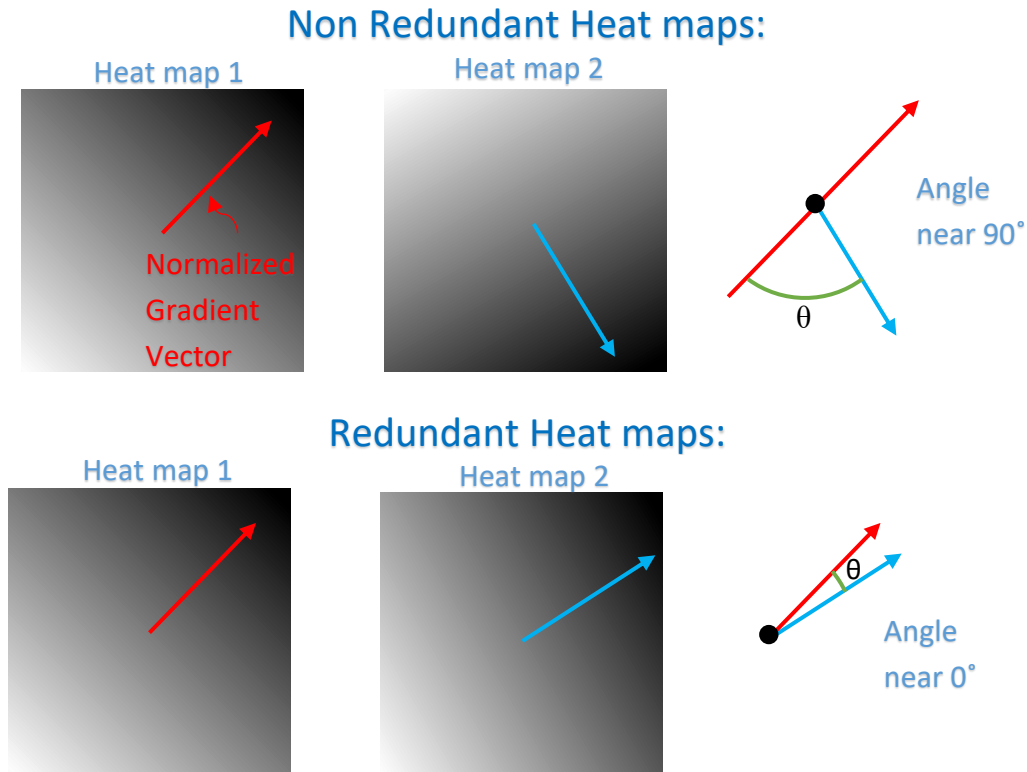 Non Redundant Heat maps:
Heat map 1
Heat map 2
Normalized
Gradient
Vector
θ
Angle
near 90˚
Redundant Heat maps:
Heat map 1
Heat map 2
θ
Angle
near 0˚